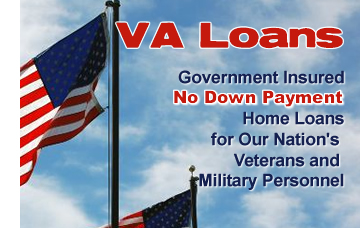 VA Loans
Government Insured
No Down Payment
Home Loans
for Our Nation's
Veterans and
Military Personnel